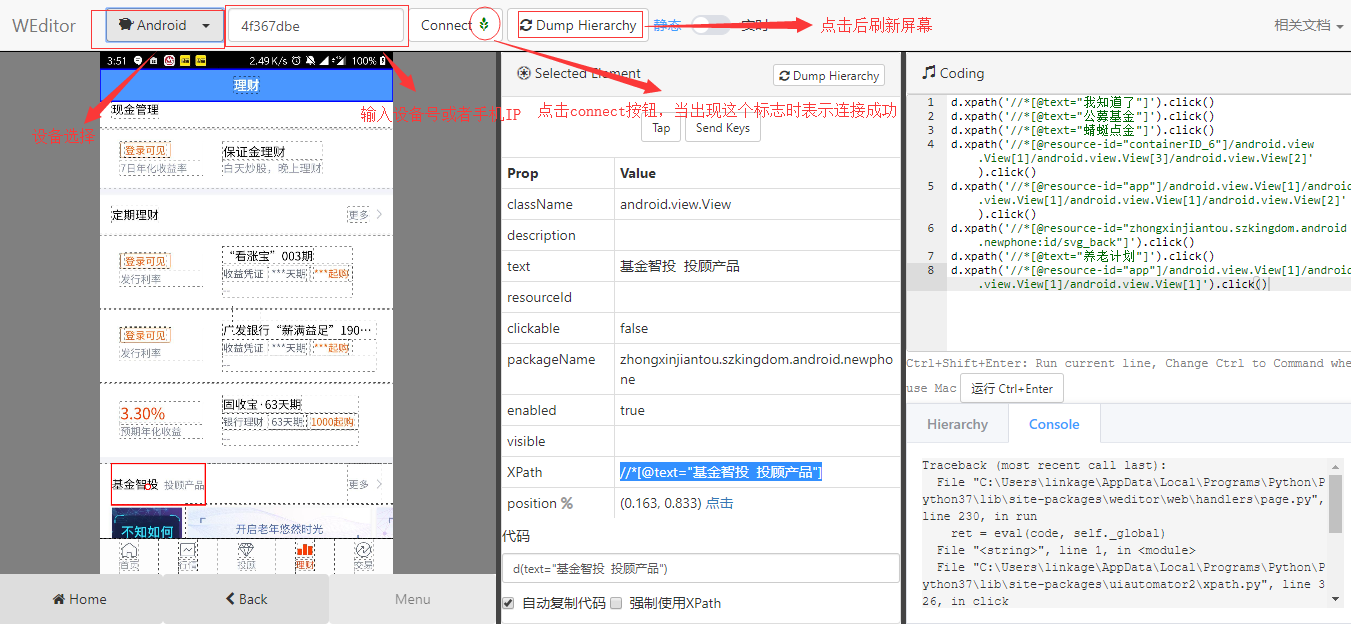 WEditor
Android
4f367dbe
Connect
Dump Hierarchy
静态
实时
点击后刷新屏幕
相关文档
3:51
2.49 K/s
100%
理财
现金管理
设备选择
输入设备号或者手机IP
点击connect按钮，当出现这个标志时表示连接成功
登录可见
7日年化收益率
保证金理财
白天炒股，晚上理财
定期理财
更多
登录可见
发行利率
“看涨宝”003期
收益凭证
***天期
***起购
登录可见
发行利率
广发银行“薪满益足”190···
收益凭证
***天期
***起购
3.30%
预期年化收益
固收宝·63天期
银行理财
63天期
1000起购
基金智投
投顾产品
更多
不知如何
开启老年悠然时光
首页
行情
投顾
理财
交易
Home
Back
Menu
Selected Element
Dump Hierarchy
Tap
Send Keys
Prop Value
className android.view.View
description
text 基金智投 投顾产品
resourceId
clickable false
packageName zhongxinjiantou.szkingdom.android.newpho
ne
enabled true
visible
XPath //*[@text="基金智投 投顾产品"]
position % (0.163, 0.833) 点击
代码
d(text="基金智投 投顾产品")
自动复制代码 强制使用XPath
Coding
1 d.xpath('//*[@text="我知道了"]').click()
2 d.xpath('//*[@text="公募基金"]').click()
3 d.xpath('//*[@text="蜻蜓点金"]').click()
4 d.xpath('//*[@resource-id="containerID_6"]/android.view
.View[1]/android.view.View[3]/android.view.View[2]'
).click()
5 d.xpath('//*[@resource-id="app"]/android.view.View[1]/android
.view.View[1]/android.view.View[1]/android.view.View[2]'
).click()
6 d.xpath('//*[@resource-id="zhongxinjiantou.szkingdom.android
.newphone:id/svg_back"]').click()
7 d.xpath('//*[@text="养老计划"]').click()
8 d.xpath('//*[@resource-id="app"]/android.view.View[1]/android
.view.View[1]/android.view.View[1]').click()
Ctrl+Shift+Enter: Run current line, Change Ctrl to Command whe
use Mac
运行 Ctrl+Enter
Hierarchy
Console
Traceback (most recent call last):
File "C:\Users\linkage\AppData\Local\Programs\Python\P
ython37\lib\site-packages\weditor\web\handlers\page.py",
line 230, in run
ret = eval(code, self._global)
File "<string>", line 1, in <module>
File "C:\Users\linkage\AppData\Local\Programs\Python\P
ython37\lib\site-packages\uiautomator2\xpath.py", line 3
26, in click